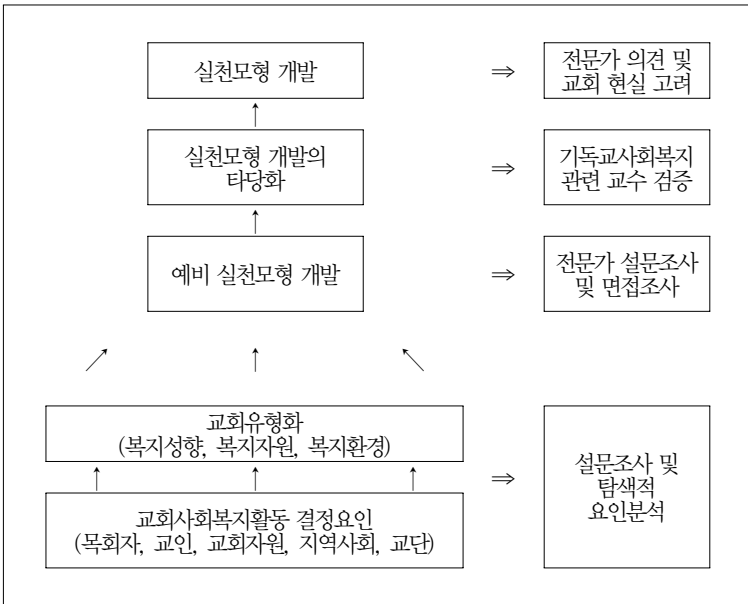 실천모형 개발
⇒
전문가 의견 및
교회 현실 고려
↑
실천모형 개발의
타당화
⇒
기독교사회복지
관련 교수 검증
↑
예비 실천모형 개발
⇒
전문가 설문조사
및 면접조사
↗ ↑ ↖
교회유형화
(복지성향, 복지자원, 복지환경)
↑ ↑ ↑
교회사회복지활동 결정요인
(목회자, 교인, 교회자원, 지역사회, 교단)
⇒
설문조사 및
탐색적
요인분석